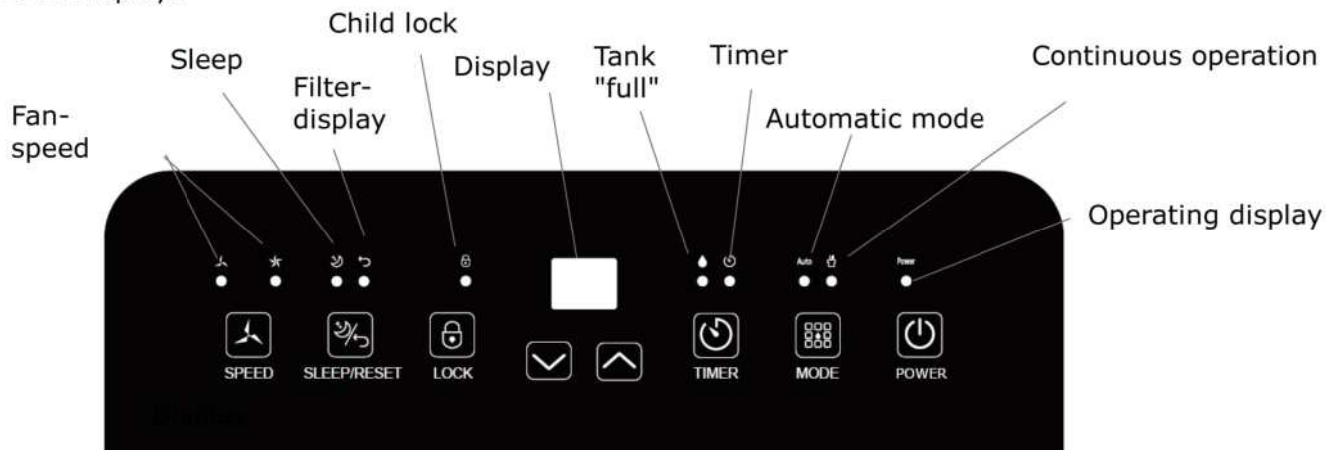 Child lock
Sleep
Display
Tank
"full"
Timer
Continuous operation
Filter-
display
Fan-
speed
Automatic mode
Operating display
Auto
Power
SPEED
SLEEP/RESET
LOCK
TIMER
MODE
POWER